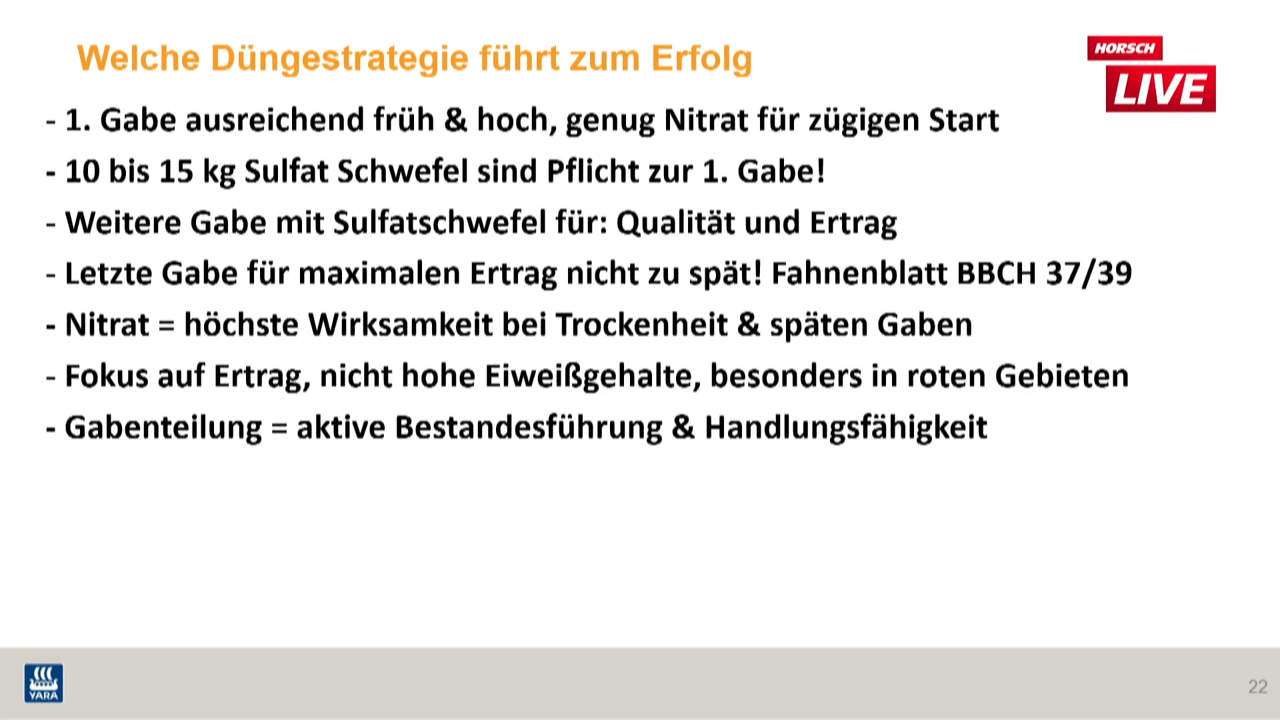 Welche Düngestrategie führt zum Erfolg
HORSCH
LIVE
- 1. Gabe ausreichend früh & hoch, genug Nitrat für zügigen Start
- 10 bis 15 kg Sulfat Schwefel sind Pflicht zur 1. Gabe!
- Weitere Gabe mit Sulfatschwefel für: Qualität und Ertrag
- Letzte Gabe für maximalen Ertrag nicht zu spät! Fahnenblatt BBCH 37/39
- Nitrat = höchste Wirksamkeit bei Trockenheit & späten Gaben
- Fokus auf Ertrag, nicht hohe Eiweißgehalte, besonders in roten Gebieten
- Gabenteilung = aktive Bestandesführung & Handlungsfähigkeit
YARA
22